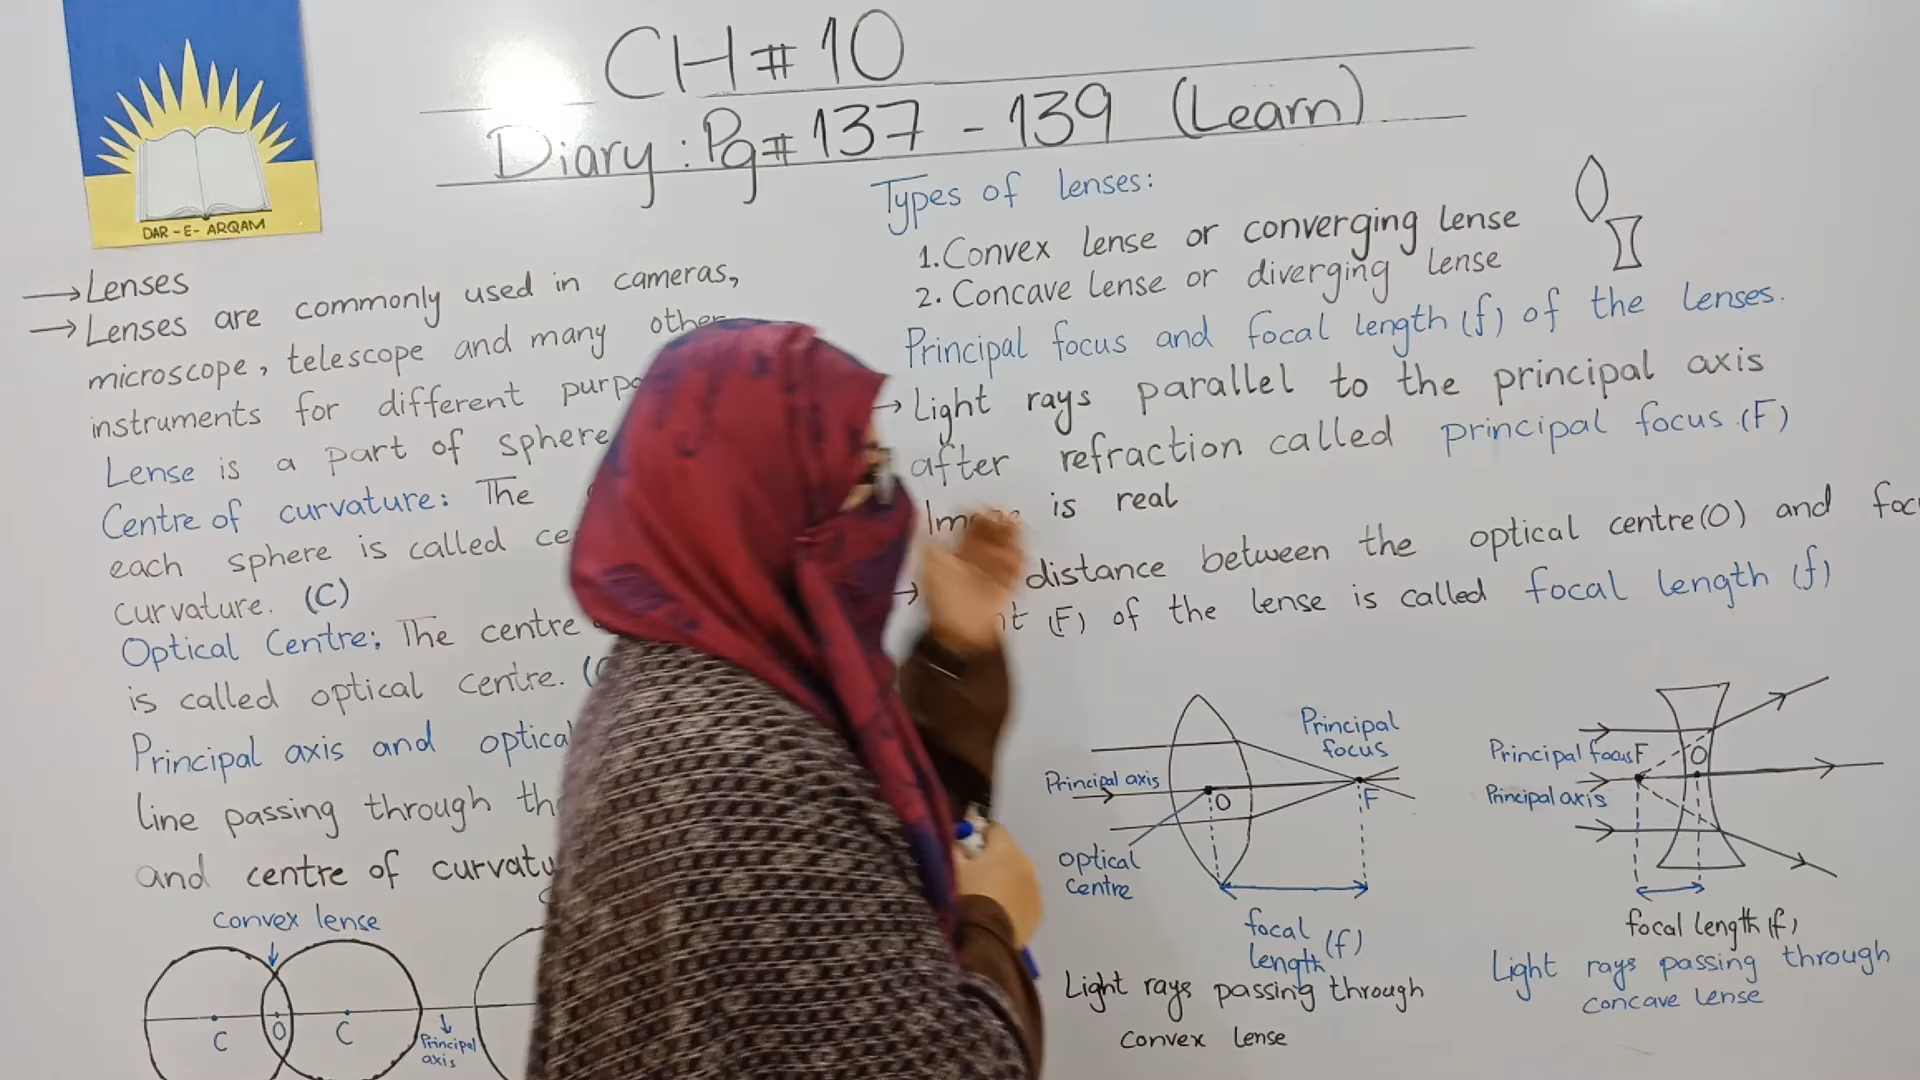 CH # 10
Diary : Pg # 137 - 139 (Learn)
DAR - E - ARQAM
→ Lenses
→ Lenses are commonly used in cameras,
microscope, telescope and many other
instruments for different
Lense is a part of sphere
Centre of curvature: The
each sphere is called
curvature. (C)
Optical Centre: The centre
is called optical centre.
Principal axis and
line passing through
and centre of
convex lense
C
O
C
Principal
axis
Types of lenses:
1. Convex lense or converging lense
2. Concave lense or diverging lense
Principal focus and focal length (f) of the lenses.
→ Light rays parallel to the principal axis
after refraction called principal focus.(F)
is real
→ distance between the optical centre(O) and
(F) of the lense is called focal length (f)
Principal
focus
Principal axis
O
F
optical
centre
focal
length (f)
Light rays passing through
convex lense
Principal focus F
O
Principal axis
focal length (f)
Light rays passing through
concave lense